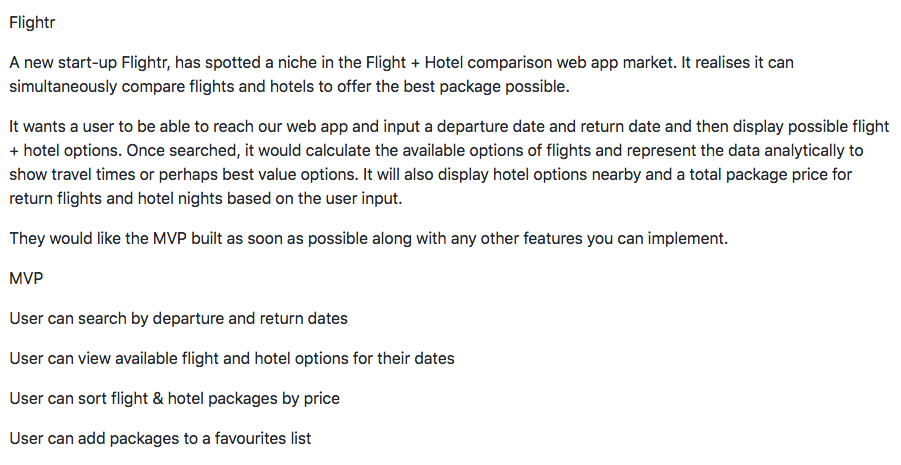 Flightr
A new start-up Flightr, has spotted a niche in the Flight + Hotel comparison web app market. It realises it can
simultaneously compare flights and hotels to offer the best package possible.
It wants a user to be able to reach our web app and input a departure date and return date and then display possible flight
+ hotel options. Once searched, it would calculate the available options of flights and represent the data analytically to
show travel times or perhaps best value options. It will also display hotel options nearby and a total package price for
return flights and hotel nights based on the user input.
They would like the MVP built as soon as possible along with any other features you can implement.
MVP
User can search by departure and return dates
User can view available flight and hotel options for their dates
User can sort flight & hotel packages by price
User can add packages to a favourites list